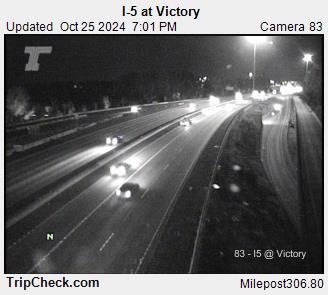 I-5 at Victory
Updated Oct 25 2024 7:01 PM Camera 83
T
N
83 - I5 @ Victory
TripCheck.com Milepost306.80